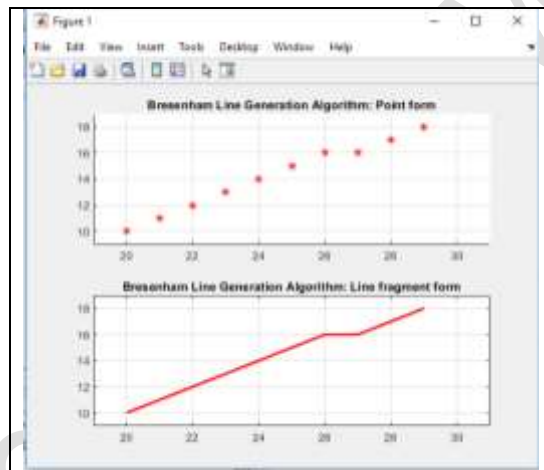 Figure 1
File Edit View Insert Tools Desktop Window Help
Bresenham Line Generation Algorithm: Point form
18
16
14
12
10
20 22 24 26 28 30
Bresenham Line Generation Algorithm: Line fragment form
18
16
14
12
10
20 22 24 26 28 30